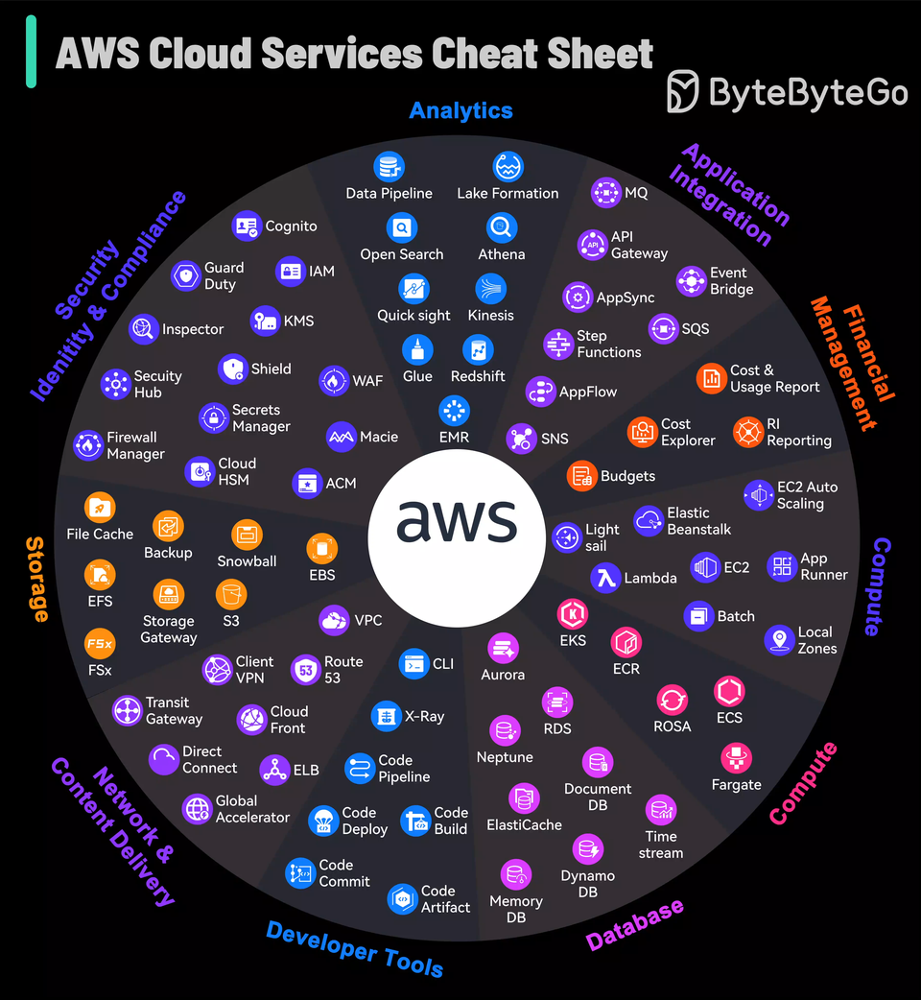 AWS Cloud Services Cheat Sheet
ByteByteGo
Analytics
Data Pipeline
Lake Formation
Open Search
Athena
Quick sight
Kinesis
Glue
Redshift
EMR
Application
Integration
MQ
API
Gateway
Event
Bridge
AppSync
SQS
Step
Functions
AppFlow
SNS
Financial
Management
Cost &
Usage Report
Cost
Explorer
RI
Reporting
Budgets
Compute
EC2 Auto
Scaling
Elastic
Beanstalk
Light
sail
Lambda
EC2
App
Runner
Batch
Local
Zones
Compute
EKS
ECR
ROSA
ECS
Fargate
Database
Aurora
RDS
Neptune
Document
DB
ElastiCache
Time
stream
Dynamo
DB
Memory
DB
Developer Tools
CLI
X-Ray
Code
Pipeline
Code
Deploy
Code
Build
Code
Commit
Code
Artifact
Network &
Content Delivery
VPC
Client
VPN
Route
53
53
Transit
Gateway
Cloud
Front
Direct
Connect
ELB
Global
Accelerator
Storage
File Cache
Backup
Snowball
EBS
EFS
Storage
Gateway
S3
FSx
FSx
Security
Idenitity & Compliance
Cognito
Guard
Duty
IAM
Inspector
KMS
Secuity
Hub
Shield
WAF
Secrets
Manager
Firewall
Manager
Macie
Cloud
HSM
ACM
aws
API